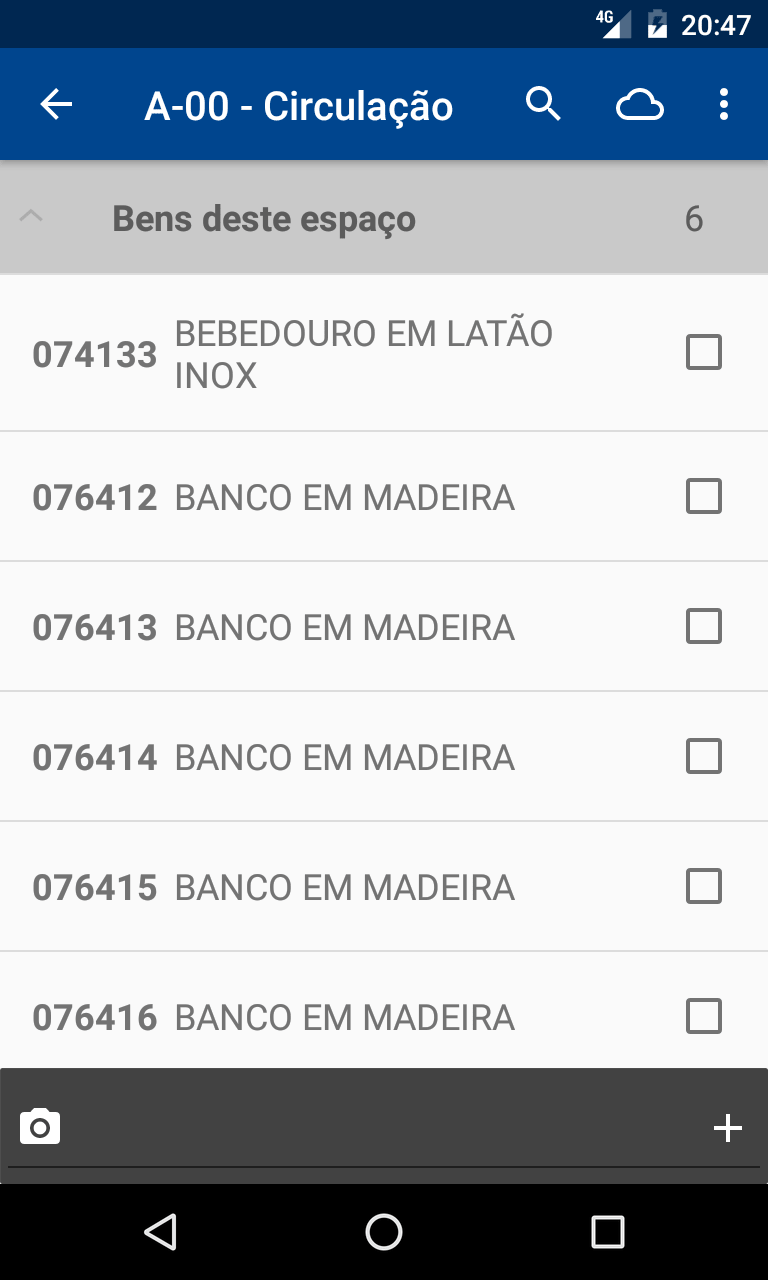 4G 20:47
A-00 - Circulação
Bens deste espaço 6
074133 BEBEDOURO EM LATÃO
INOX
076412 BANCO EM MADEIRA
076413 BANCO EM MADEIRA
076414 BANCO EM MADEIRA
076415 BANCO EM MADEIRA
076416 BANCO EM MADEIRA